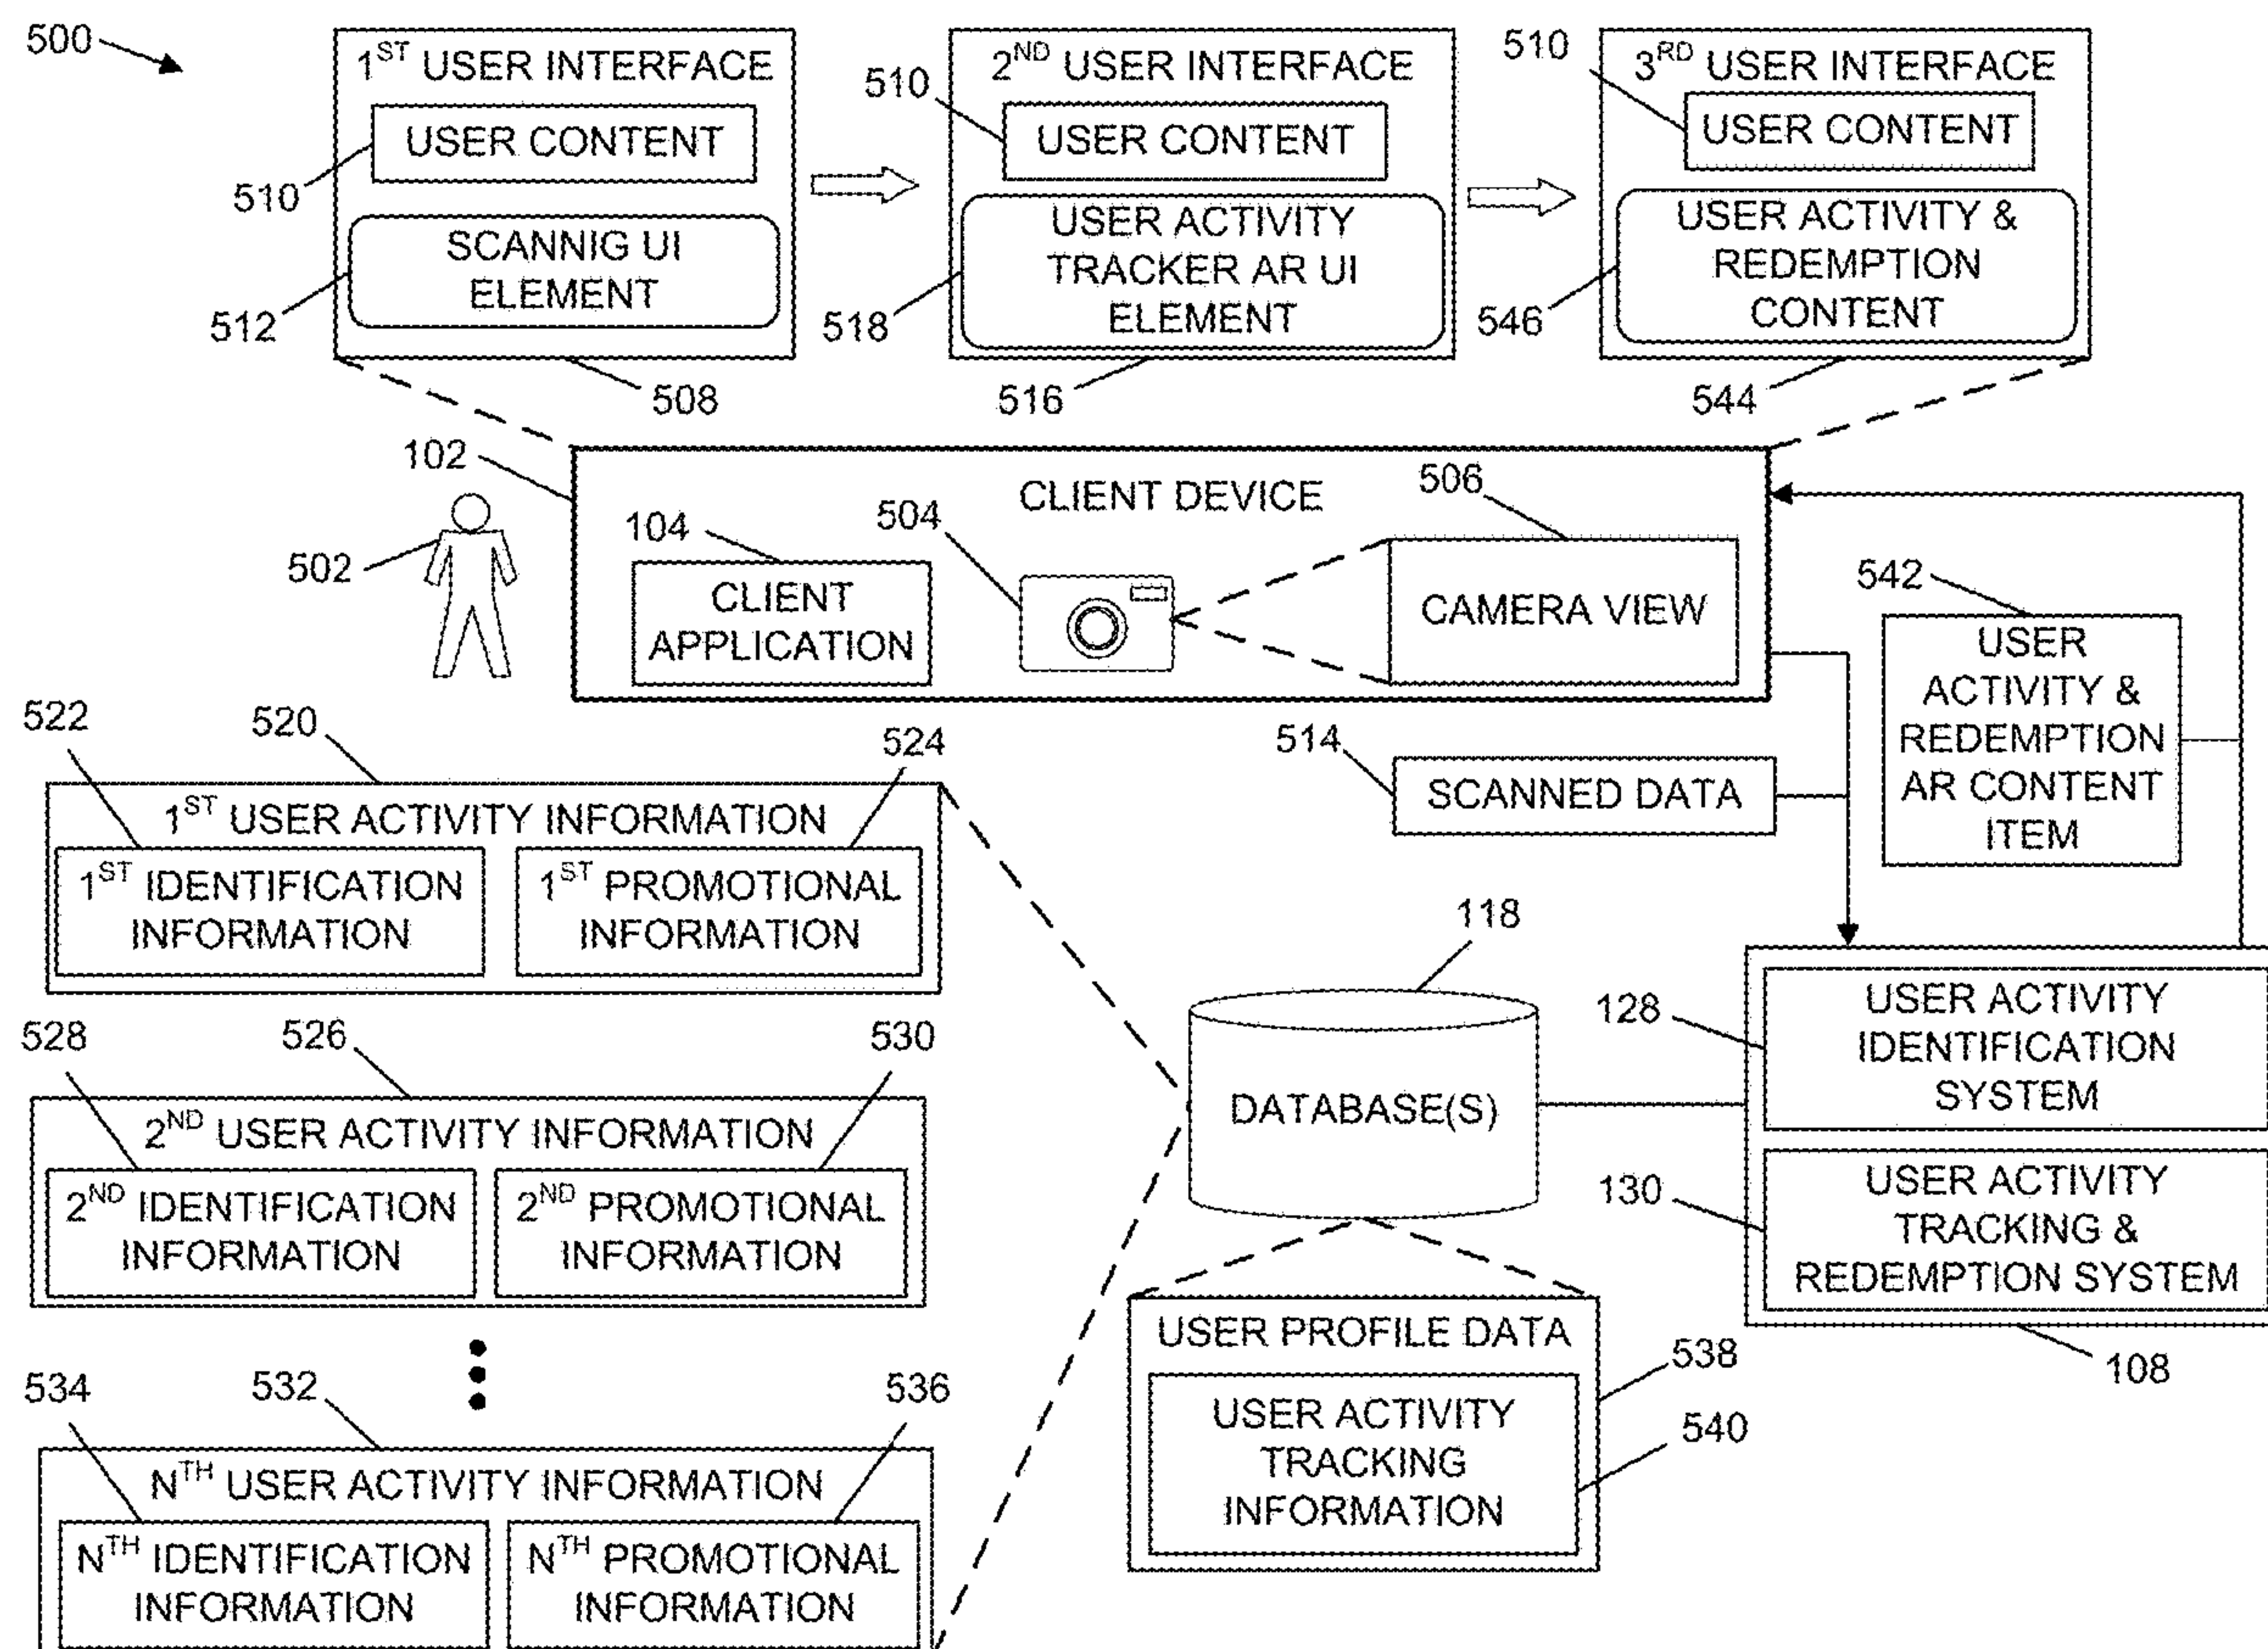 500
1ST USER INTERFACE
510
USER CONTENT
512
SCANNIG UI
ELEMENT
508
2ND USER INTERFACE
510
USER CONTENT
518
USER ACTIVITY
TRACKER AR UI
ELEMENT
516
3RD USER INTERFACE
510
USER CONTENT
546
USER ACTIVITY &
REDEMPTION
CONTENT
544
102
CLIENT DEVICE
502
104
CLIENT
APPLICATION
504
506
CAMERA VIEW
542
USER
ACTIVITY &
REDEMPTION
AR CONTENT
ITEM
514
SCANNED DATA
522
520
524
1ST USER ACTIVITY INFORMATION
1ST IDENTIFICATION
INFORMATION
1ST PROMOTIONAL
INFORMATION
528
526
530
2ND USER ACTIVITY INFORMATION
2ND IDENTIFICATION
INFORMATION
2ND PROMOTIONAL
INFORMATION
534
532
536
NTH USER ACTIVITY INFORMATION
NTH IDENTIFICATION
INFORMATION
NTH PROMOTIONAL
INFORMATION
118
DATABASE(S)
128
USER ACTIVITY
IDENTIFICATION
SYSTEM
130
USER ACTIVITY
TRACKING &
REDEMPTION SYSTEM
108
USER PROFILE DATA
538
USER ACTIVITY
TRACKING
INFORMATION
540